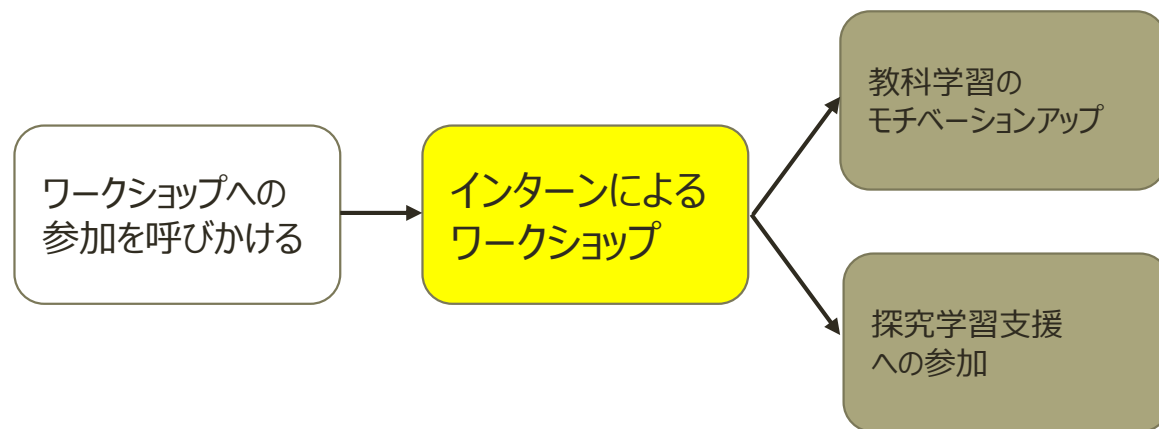 ワークショップへの
参加を呼びかける
インターンによる
ワークショップ
教科学習の
モチベーションアップ
探究学習支援
への参加